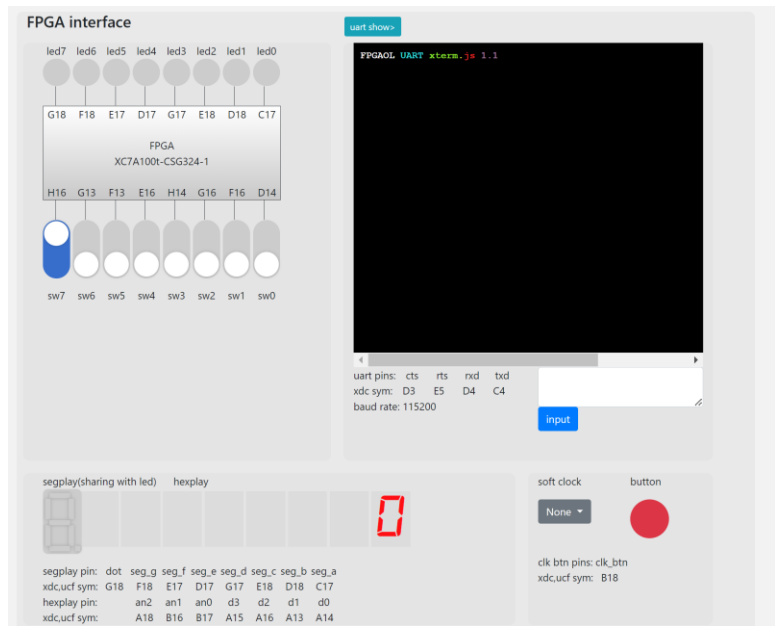 FPGA interface
led7 led6 led5 led4 led3 led2 led1 led0
G18 F18 E17 D17 G17 E18 D18 C17
FPGA
XC7A100t-CSG324-1
H16 G13 F13 E16 H14 G16 F16 D14
sw7 sw6 sw5 sw4 sw3 sw2 sw1 sw0
uart show>
FPGAOL UART xterm.js 1.1
uart pins: cts rts rxd txd
xdc sym: D3 E5 D4 C4
baud rate: 115200
input
segplay(sharing with led) hexplay
0
segplay pin: dot seg_g seg_f seg_e seg_d seg_c seg_b seg_a
xdc,ucf sym: G18 F18 E17 D17 G17 E18 D18 C17
hexplay pin: an2 an1 an0 d3 d2 d1 d0
xdc,ucf sym: A18 B16 B17 A15 A16 A13 A14
soft clock button
None
clk btn pins: clk_btn
xdc,ucf sym: B18